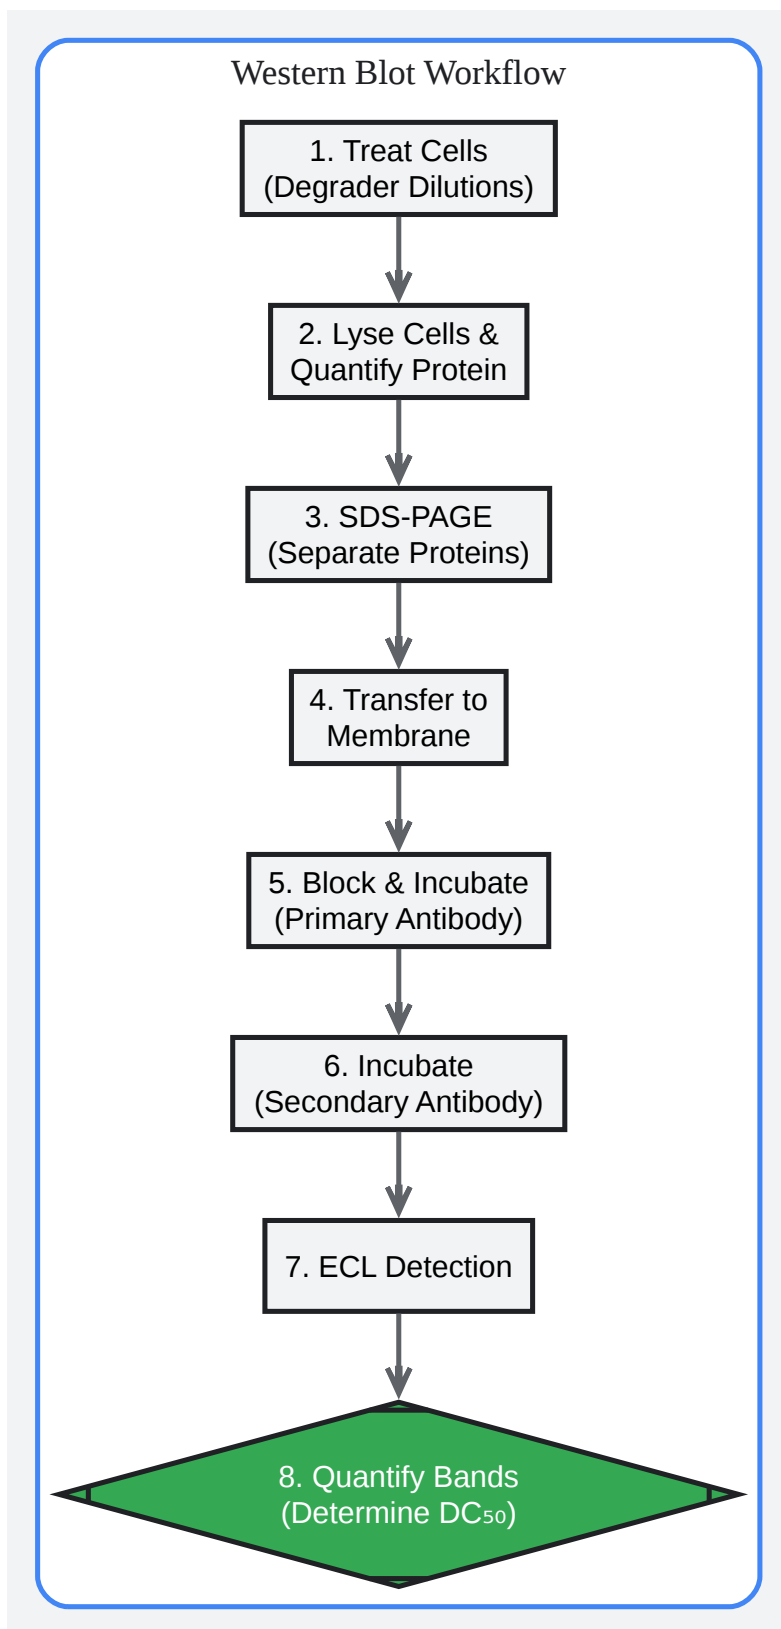 Western Blot Workflow
1. Treat Cells
(Degrader Dilutions)
2. Lyse Cells &
Quantify Protein
3. SDS-PAGE
(Separate Proteins)
4. Transfer to
Membrane
5. Block & Incubate
(Primary Antibody)
6. Incubate
(Secondary Antibody)
7. ECL Detection
8. Quantify Bands
(Determine DC₅₀)